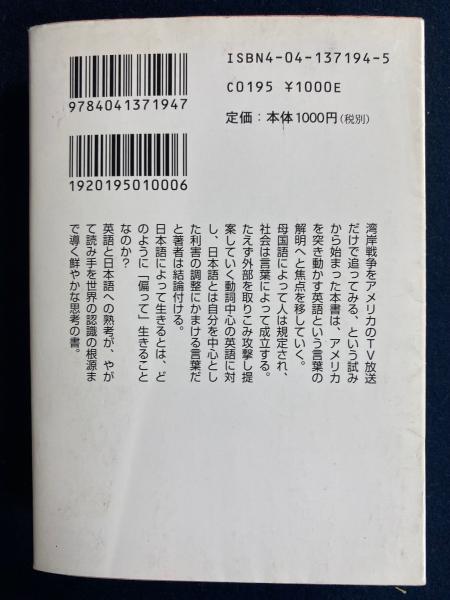 ISBN4-04-137194-5
C0195 ¥1000E
定価：本体1000円（税別）
9784041371947
1920195010006
湾岸戦争をアメリカのTV放送
だけで追ってみる、という試み
から始まった本書は、アメリカ
を突き動かす英語という言葉の
解明へと焦点を移していく。
母国語によって人は規定され、
社会は言葉によって成立する。
たえず外部を取りこみ攻撃し提
案していく動詞中心の英語に対
し、日本語とは自分を中心とし
た利害の調整にかまける言葉だ
と著者は結論付ける。
日本語によって生きるとは、ど
のように「偏って」生きること
なのか？
英語と日本語への熟考が、やが
て読み手を世界の認識の根源ま
で導く鮮やかな思考の書。